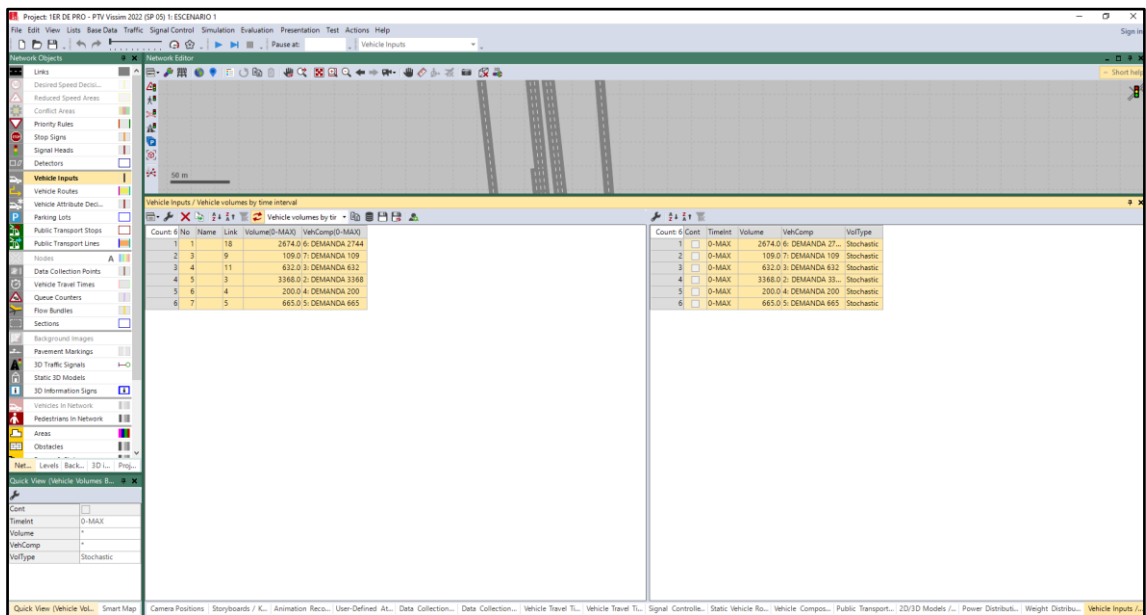 Project: 1ER DE PRO - PTV Vissim 2022 (SP 05) 1: ESCENARIO 1
File Edit View Lists Base Data Traffic Signal Control Simulation Evaluation Presentation Test Actions Help
Sign in
Pause at:
Vehicle Inputs
Network Objects
Network Editor
Short help
Links
Desired Speed Decisi...
Reduced Speed Areas
Conflict Areas
Priority Rules
Stop Signs
Signal Heads
Detectors
Vehicle Inputs
Vehicle Routes
Vehicle Attribute Deci...
Parking Lots
Public Transport Stops
Public Transport Lines
Nodes A
Data Collection Points
Vehicle Travel Times
Queue Counters
Flow Bundles
Sections
Background Images
Pavement Markings
3D Traffic Signals
Static 3D Models
3D Information Signs
Vehicles In Network
Pedestrians In Network
Areas
Obstacles
Net... Levels Back... 3D i... Proj...
50 m
Vehicle Inputs / Vehicle volumes by time interval
Vehicle volumes by tir
Count: 6 No Name Link Volume(0-MAX) VehComp(0-MAX)
1 1 18 2674.0 6: DEMANDA 2744
2 3 9 109.0 7: DEMANDA 109
3 4 11 632.0 3: DEMANDA 632
4 5 3 3368.0 2: DEMANDA 3368
5 6 4 200.0 4: DEMANDA 200
6 7 5 665.0 5: DEMANDA 665
Count: 6 Cont TimeInt Volume VehComp VolType
1 0-MAX 2674.0 6: DEMANDA 27... Stochastic
2 0-MAX 109.0 7: DEMANDA 109 Stochastic
3 0-MAX 632.0 3: DEMANDA 632 Stochastic
4 0-MAX 3368.0 2: DEMANDA 33... Stochastic
5 0-MAX 200.0 4: DEMANDA 200 Stochastic
6 0-MAX 665.0 5: DEMANDA 665 Stochastic
Quick View (Vehicle Volumes B...
Cont
TimeInt 0-MAX
Volume *
VehComp *
VolType Stochastic
Quick View (Vehicle Vol... Smart Map
Camera Positions Storyboards / K... Animation Reco... User-Defined At... Data Collection... Data Collection... Vehicle Travel Ti... Vehicle Travel Ti... Signal Controlle... Static Vehicle Ro... Vehicle Compos... Public Transport... 2D/3D Models /... Power Distributi... Weight Distribu... Vehicle Inputs /...